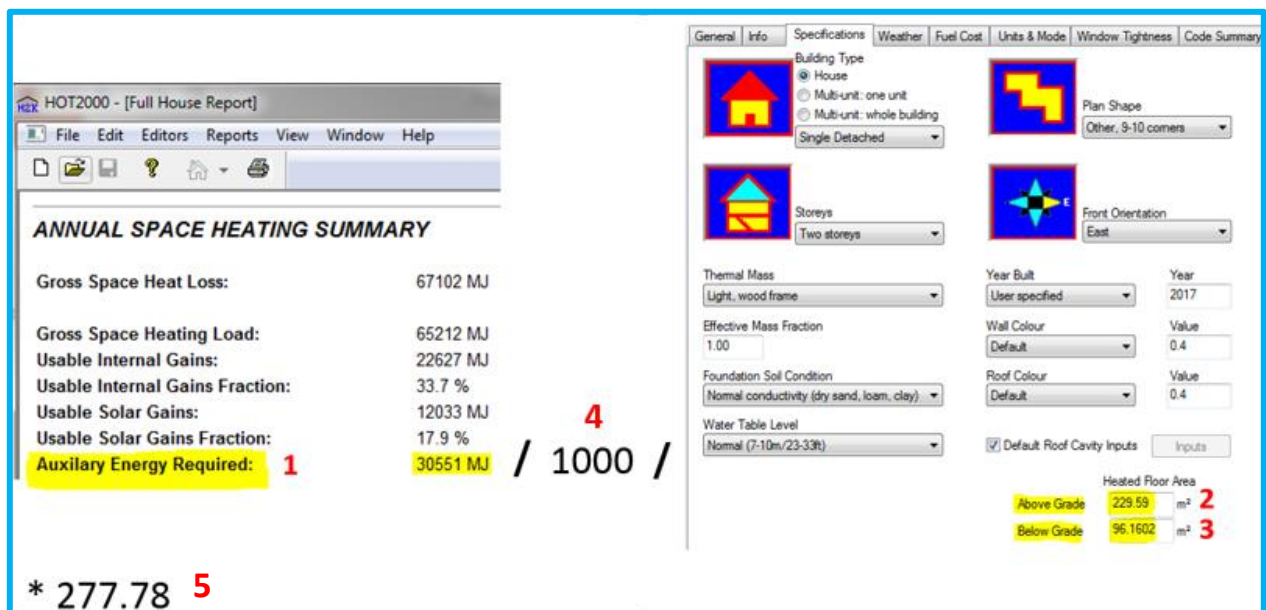 HOT2000 - [Full House Report]
File Edit Editors Reports View Window Help
ANNUAL SPACE HEATING SUMMARY
Gross Space Heat Loss: 67102 MJ
Gross Space Heating Load: 65212 MJ
Usable Internal Gains: 22627 MJ
Usable Internal Gains Fraction: 33.7 %
Usable Solar Gains: 12033 MJ
Usable Solar Gains Fraction: 17.9 %
Auxilary Energy Required: 1 30551 MJ
4
/ 1000 /
General Info Specifications Weather Fuel Cost Units & Mode Window Tightness Code Summary
Building Type
House
Multi-unit: one unit
Multi-unit: whole building
Single Detached
Plan Shape
Other, 9-10 corners
Storeys
Two storeys
E
Front Orientation
East
Thermal Mass
Light, wood frame
Year Built Year
User specified 2017
Effective Mass Fraction
1.00
Wall Colour Value
Default 0.4
Foundation Soil Condition
Normal conductivity (dry sand, loam, clay)
Roof Colour Value
Default 0.4
Water Table Level
Normal (7-10m/23-33ft)
Default Roof Cavity Inputs Inputs
Heated Floor Area
Above Grade 229.59 m² 2
Below Grade 96.1602 m² 3
* 277.78 5